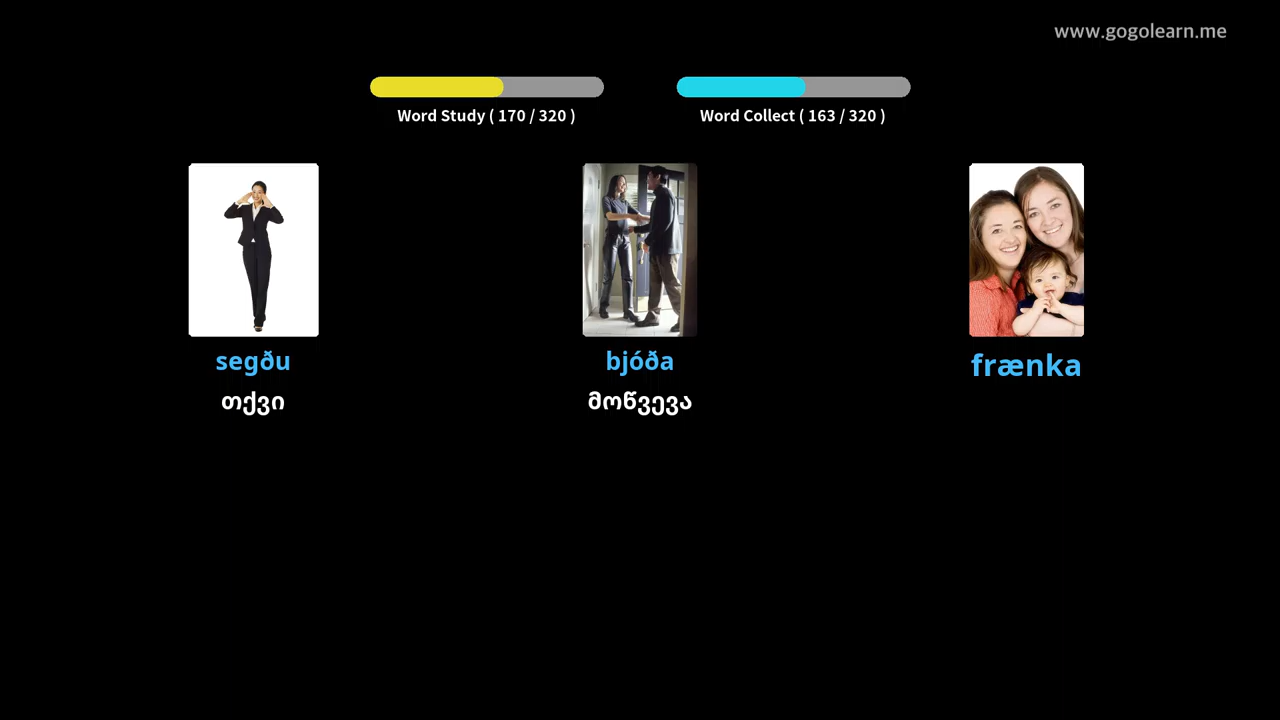 www.gogolearn.me
Word Study ( 170 / 320 )
Word Collect ( 163 / 320 )
segðu
bjóða
frænka
თქვი
მოწვევა